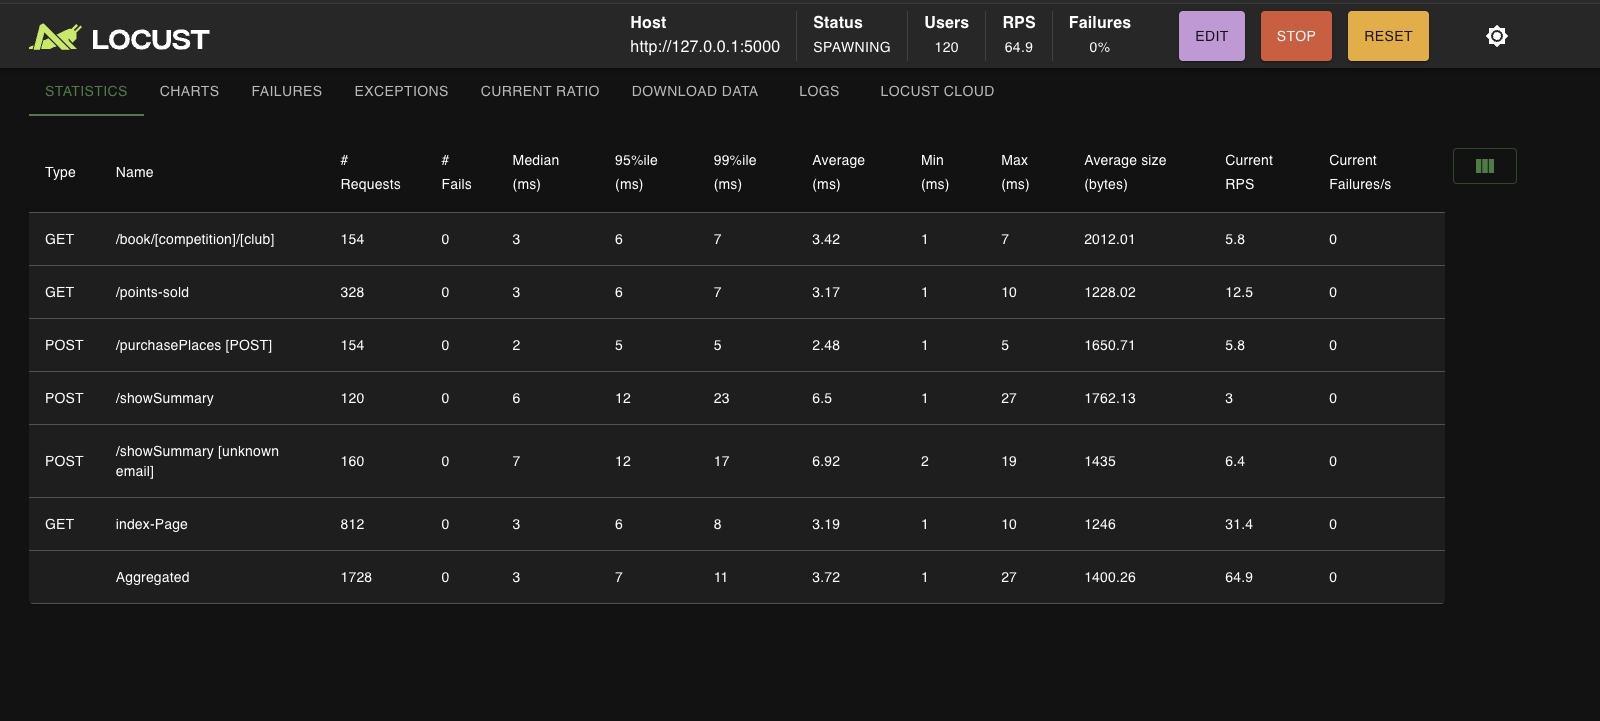 LOCUST
Host
http://127.0.0.1:5000
Status
SPAWNING
Users
120
RPS
64.9
Failures
0%
EDIT
STOP
RESET
STATISTICS CHARTS FAILURES EXCEPTIONS CURRENT RATIO DOWNLOAD DATA LOGS LOCUST CLOUD
Type Name # Requests # Fails Median (ms) 95%ile (ms) 99%ile (ms) Average (ms) Min (ms) Max (ms) Average size (bytes) Current RPS Current Failures/s
GET /book/[competition]/[club] 154 0 3 6 7 3.42 1 7 2012.01 5.8 0
GET /points-sold 328 0 3 6 7 3.17 1 10 1228.02 12.5 0
POST /purchasePlaces [POST] 154 0 2 5 5 2.48 1 5 1650.71 5.8 0
POST /showSummary 120 0 6 12 23 6.5 1 27 1762.13 3 0
POST /showSummary [unknown email] 160 0 7 12 17 6.92 2 19 1435 6.4 0
GET index-Page 812 0 3 6 8 3.19 1 10 1246 31.4 0
Aggregated 1728 0 3 7 11 3.72 1 27 1400.26 64.9 0